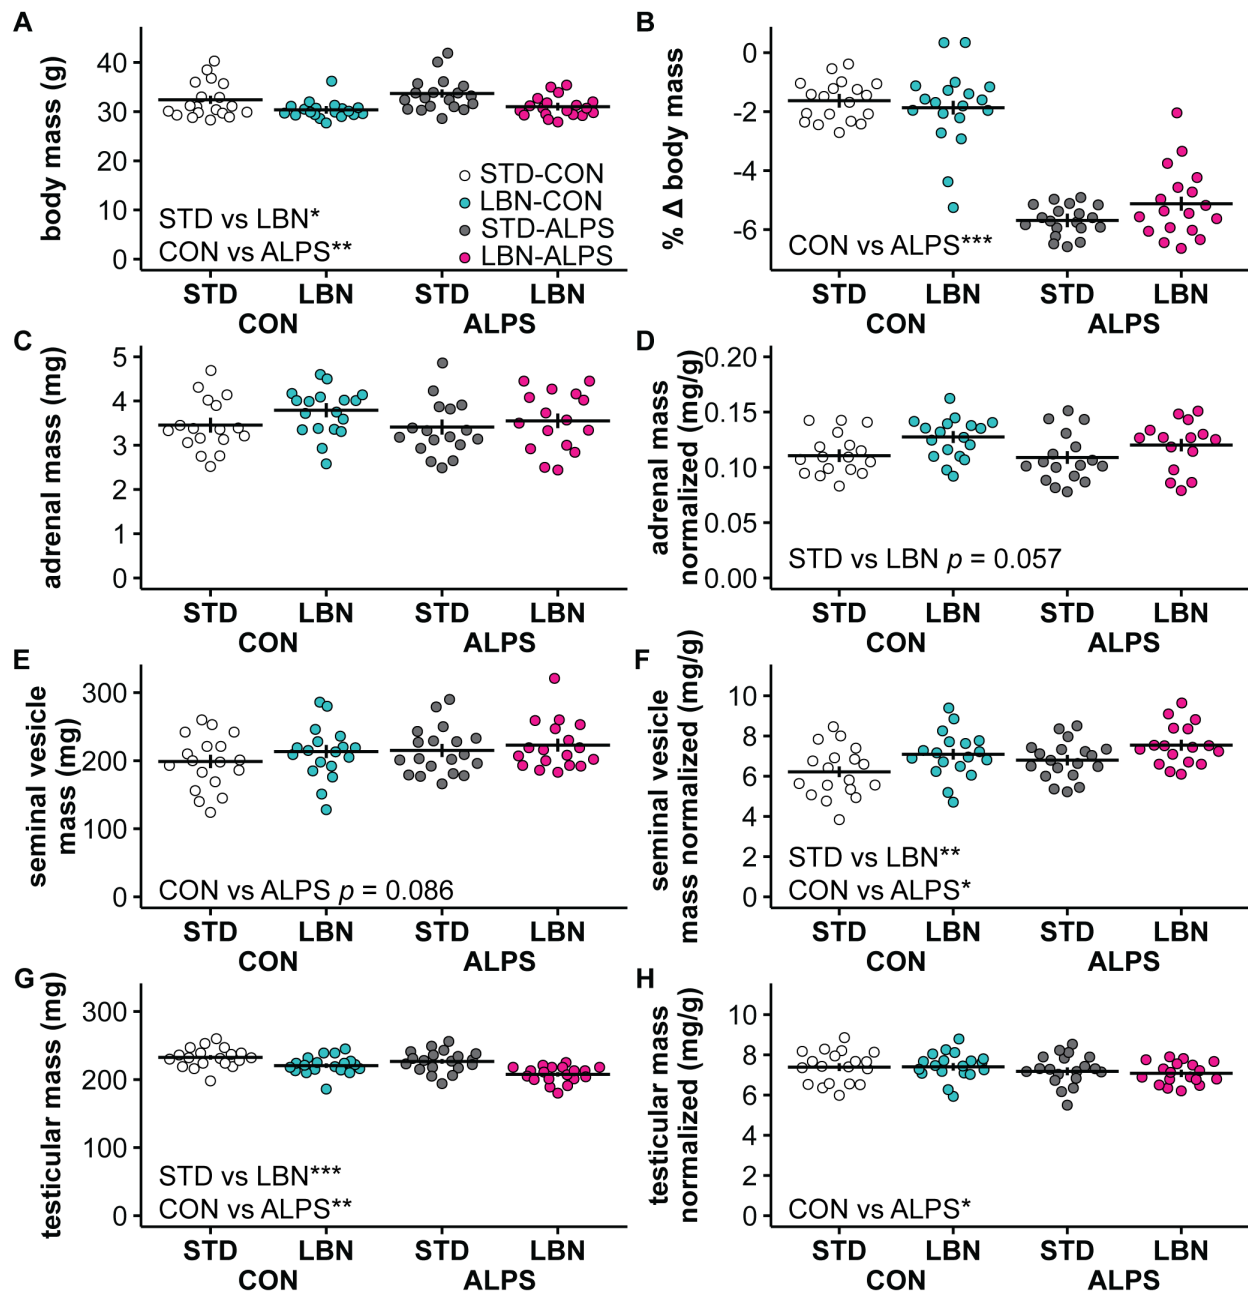 A
body mass (g)
40
30
20
10
0
STD-CON
LBN-CON
STD-ALPS
LBN-ALPS
STD vs LBN*
CON vs ALPS**
STD LBN STD LBN
CON ALPS
B
% Δ body mass
0
-2
-4
-6
CON vs ALPS***
STD LBN STD LBN
CON ALPS
C
adrenal mass (mg)
5
4
3
2
1
0
STD LBN STD LBN
CON ALPS
D
adrenal mass
normalized (mg/g)
0.20
0.15
0.10
0.05
0.00
STD vs LBN p = 0.057
STD LBN STD LBN
CON ALPS
E
seminal vesicle
mass (mg)
300
200
100
0
CON vs ALPS p = 0.086
STD LBN STD LBN
CON ALPS
F
seminal vesicle
mass normalized (mg/g)
10
8
6
4
2
0
STD vs LBN**
CON vs ALPS*
STD LBN STD LBN
CON ALPS
G
testicular mass (mg)
300
200
100
0
STD vs LBN***
CON vs ALPS**
STD LBN STD LBN
CON ALPS
H
testicular mass
normalized (mg/g)
10
8
6
4
2
0
CON vs ALPS*
STD LBN STD LBN
CON ALPS